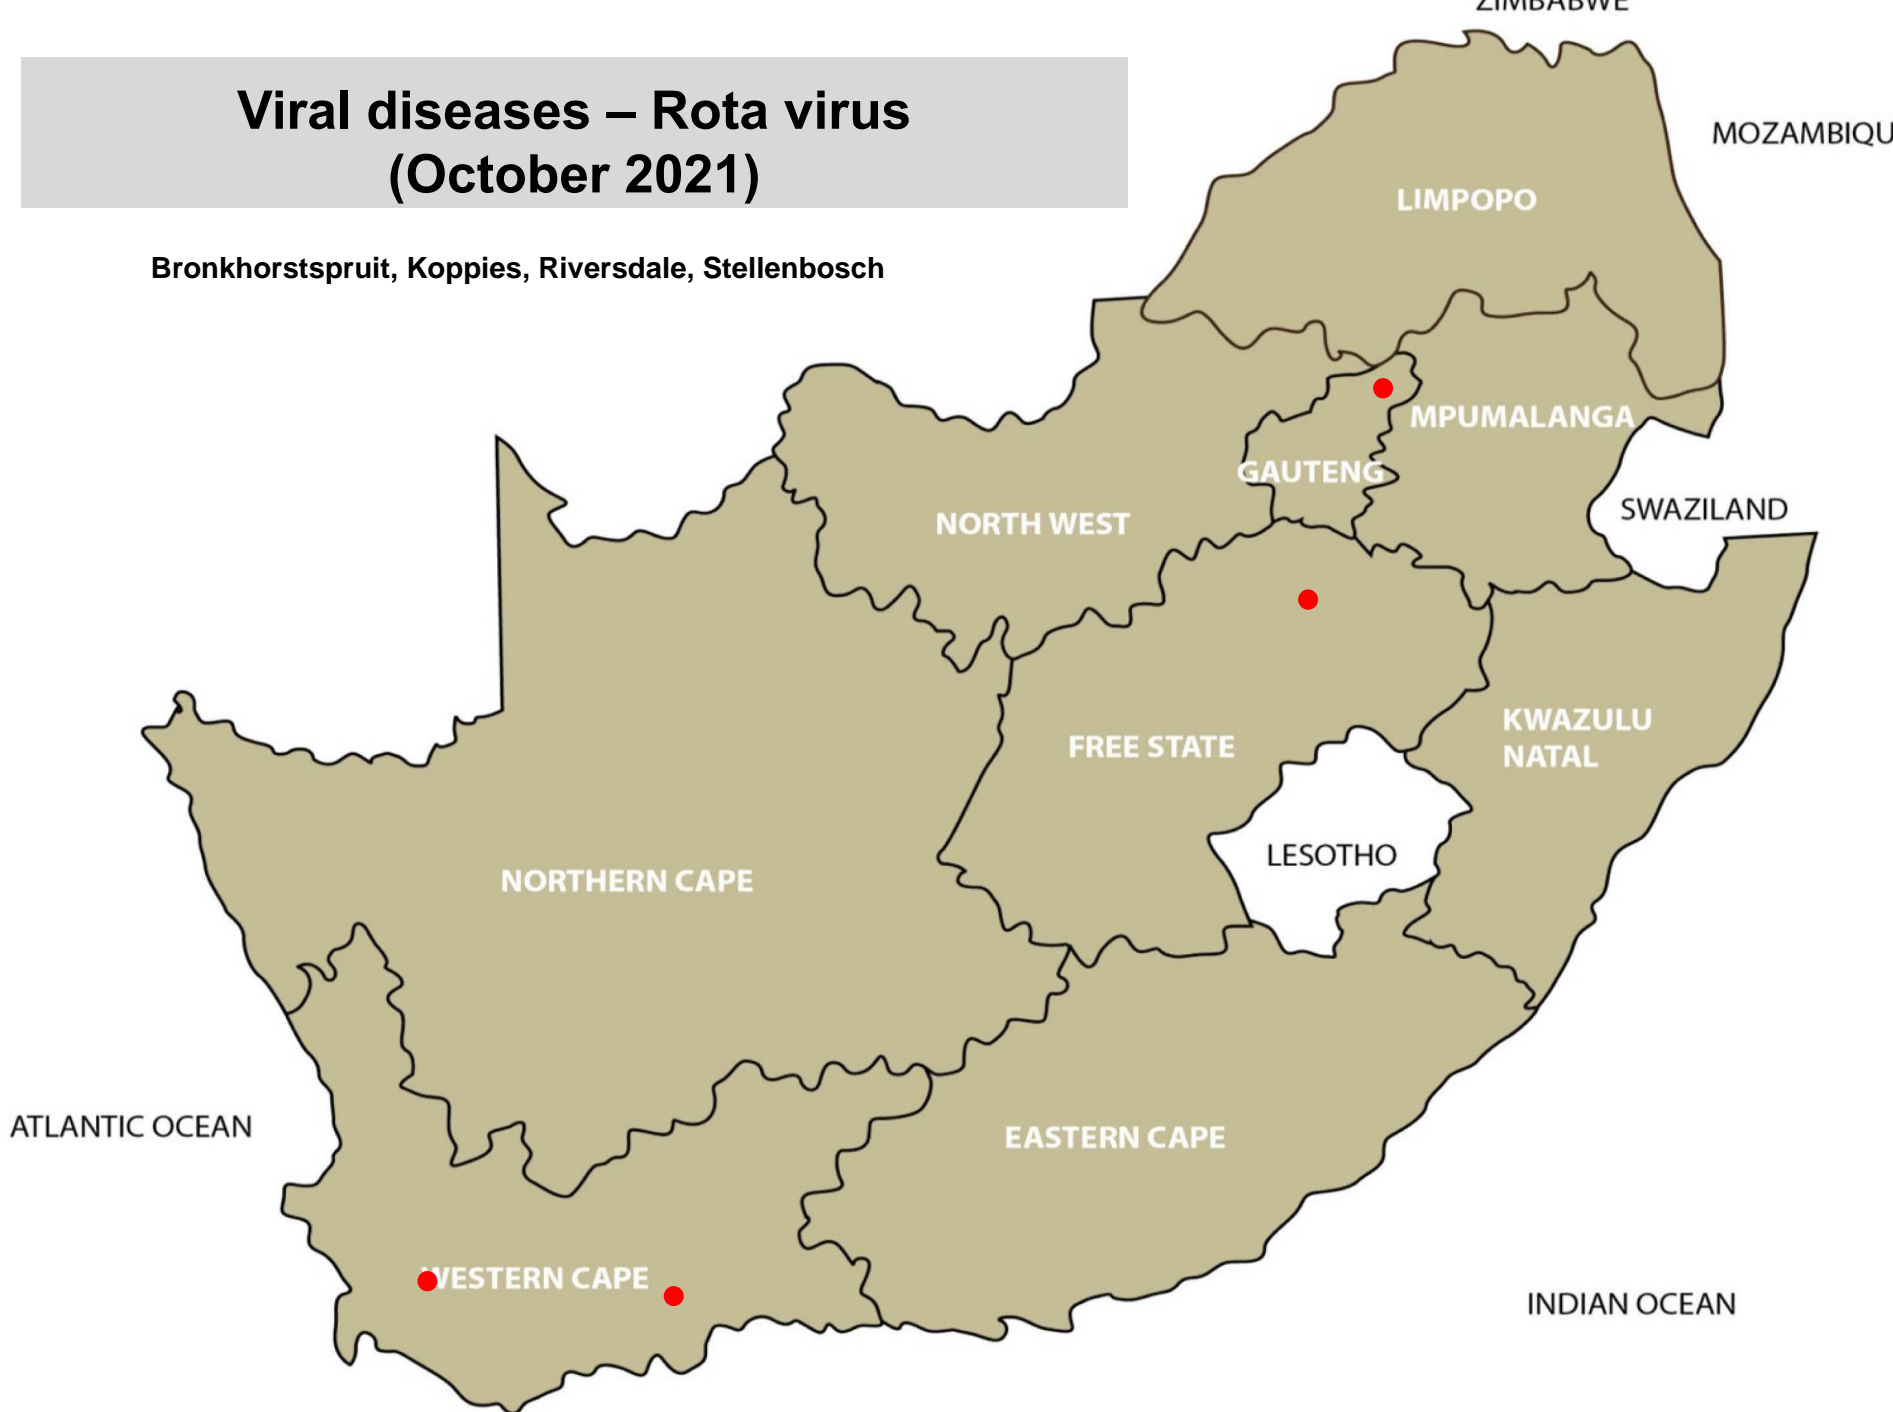 ZIMBABWE
Viral diseases – Rota virus
(October 2021)
MOZAMBIQU
LIMPOPO
Bronkhorstspruit, Koppies, Riversdale, Stellenbosch
MPUMALANGA
GAUTENG
SWAZILAND
NORTH WEST
KWAZULU
NATAL
FREE STATE
LESOTHO
NORTHERN CAPE
ATLANTIC OCEAN
EASTERN CAPE
WESTERN CAPE
INDIAN OCEAN